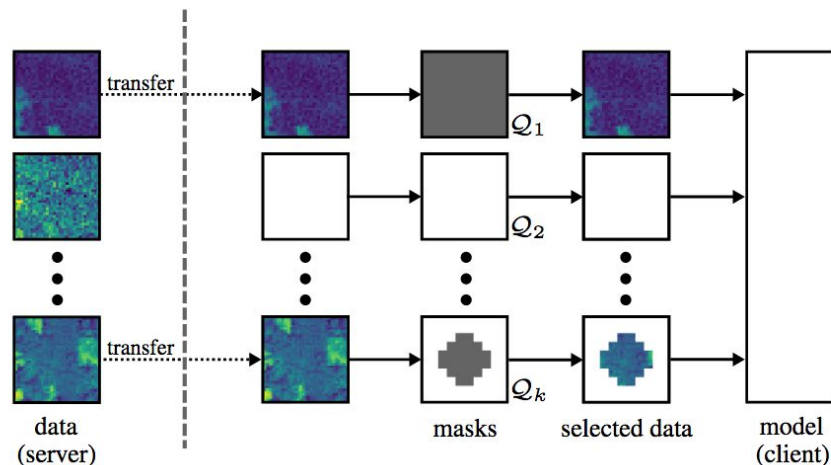 transfer
𝒬₁
𝒬₂
transfer
𝒬ₖ
data
(server)
masks
selected data
model
(client)